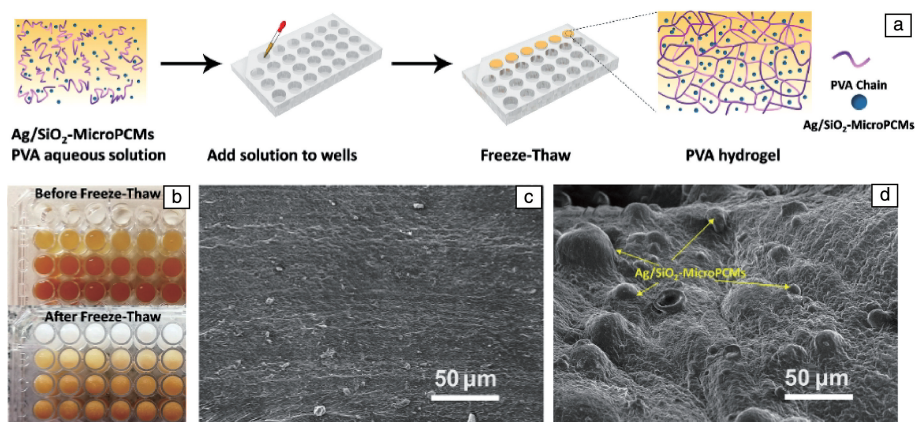 a
PVA Chain
Ag/SiO₂-MicroPCMs
Ag/SiO₂-MicroPCMs
PVA aqueous solution
Add solution to wells
Freeze-Thaw
PVA hydrogel
b
Before Freeze-Thaw
After Freeze-Thaw
c
50 µm
d
Ag/SiO₂-MicroPCMS
50 µm